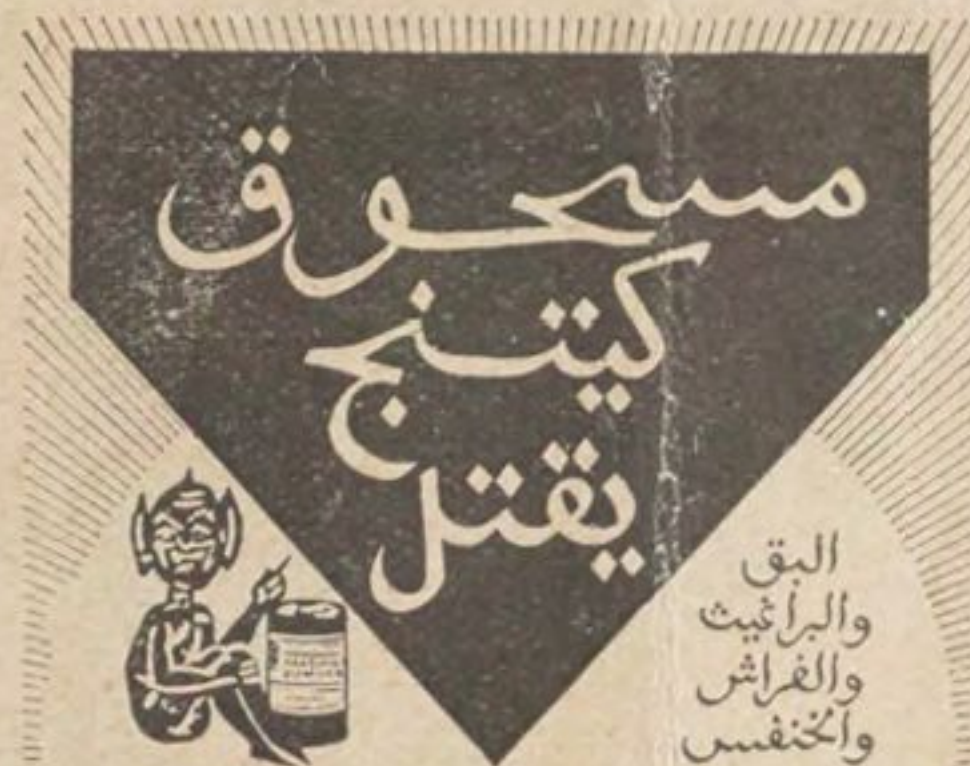 مسحوق
كيتنج
يقتل
البق
والبراغيث
والفراش
والخنفس